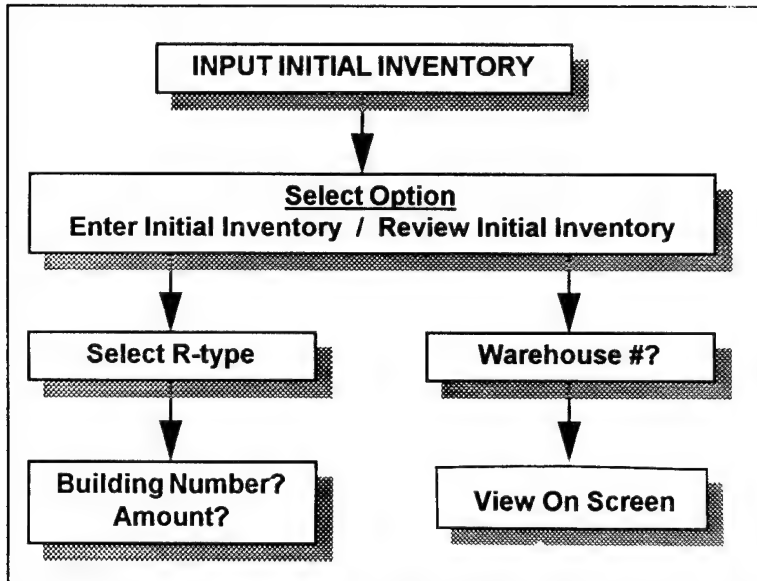 INPUT INITIAL INVENTORY
Select Option
Enter Initial Inventory / Review Initial Inventory
Select R-type
Warehouse #?
Building Number?
Amount?
View On Screen